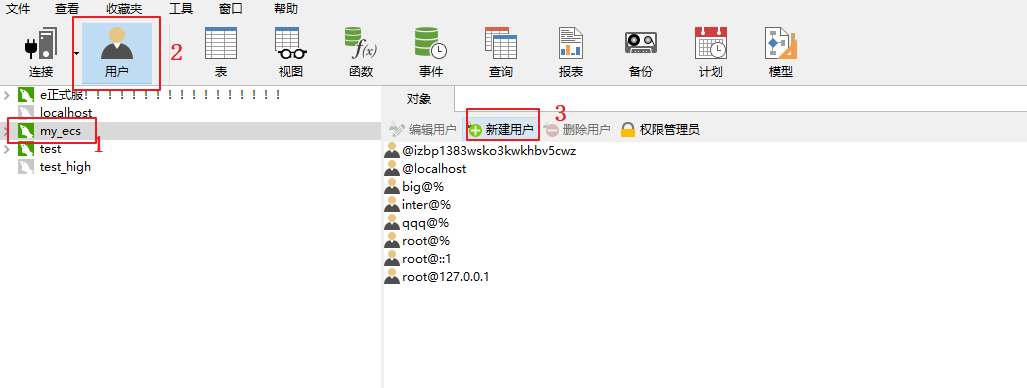 文件 查看 收藏夹 工具 窗口 帮助
连接 用户 2 表 视图 f(x) 函数 事件 查询 报表 备份 计划 模型
e正式服！！！！！！！！！！！！！！！！！！
localhost
my_ecs 1
test
test_high
对象
编辑用户 新建用户 3 删除用户 权限管理员
@izbp1383wsko3kwkhbv5cwz
@localhost
big@%
inter@%
qqq@%
root@%
root@::1
root@127.0.0.1